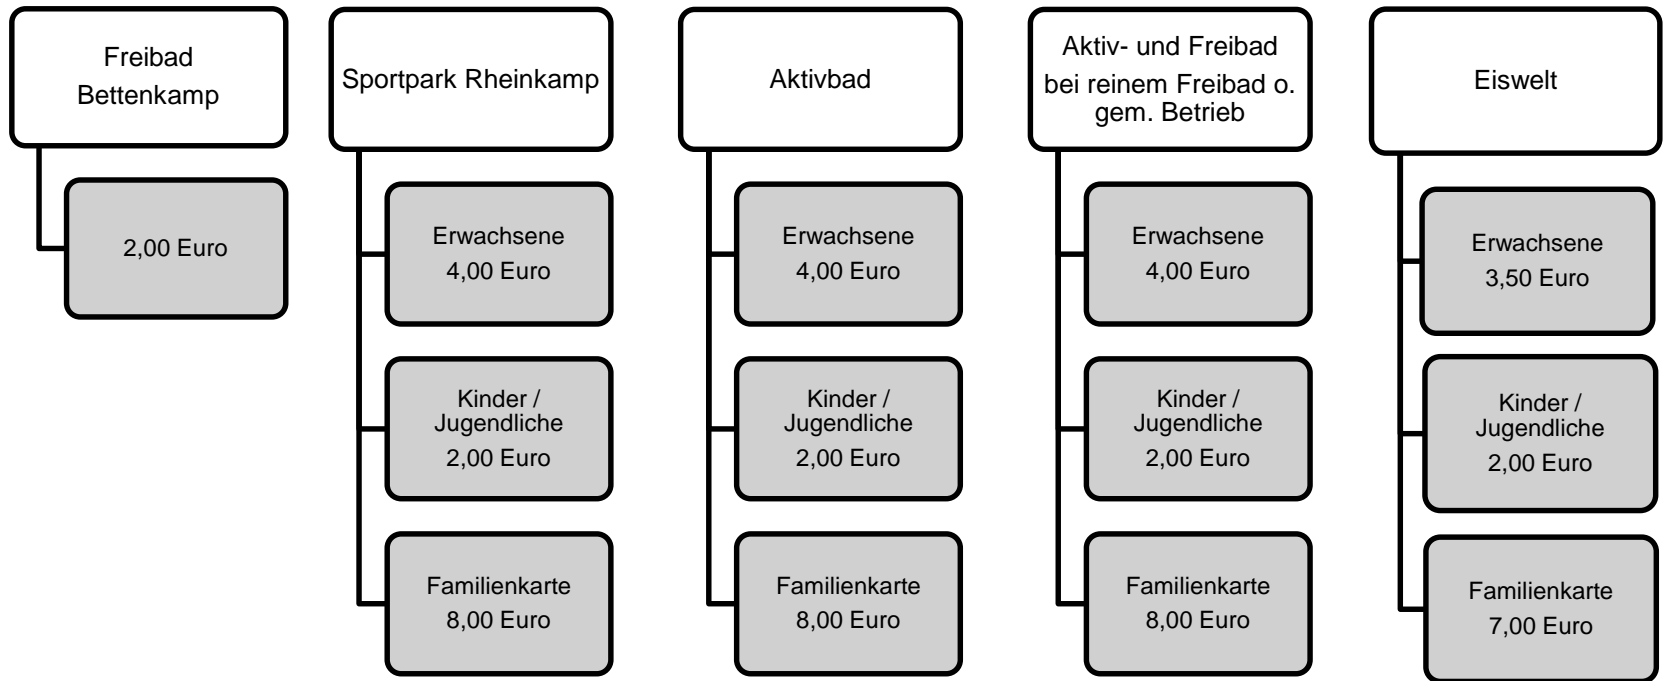 Freibad
Bettenkamp
2,00 Euro
Sportpark Rheinkamp
Erwachsene
4,00 Euro
Kinder /
Jugendliche
2,00 Euro
Familienkarte
8,00 Euro
Aktivbad
Erwachsene
4,00 Euro
Kinder /
Jugendliche
2,00 Euro
Familienkarte
8,00 Euro
Aktiv- und Freibad
bei reinem Freibad o.
gem. Betrieb
Erwachsene
4,00 Euro
Kinder /
Jugendliche
2,00 Euro
Familienkarte
8,00 Euro
Eiswelt
Erwachsene
3,50 Euro
Kinder /
Jugendliche
2,00 Euro
Familienkarte
7,00 Euro